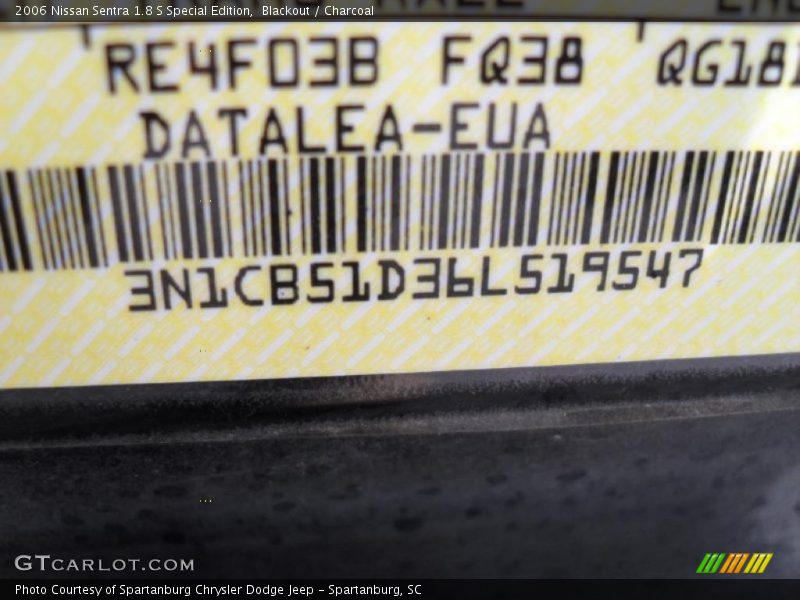 2006 Nissan Sentra 1.8 S Special Edition, Blackout / Charcoal
RE4F03B FQ38 QG18
DATALEA-EUA
3N1CB51D36L519547
GTCARLOT.COM
Photo Courtesy of Spartanburg Chrysler Dodge Jeep - Spartanburg, SC